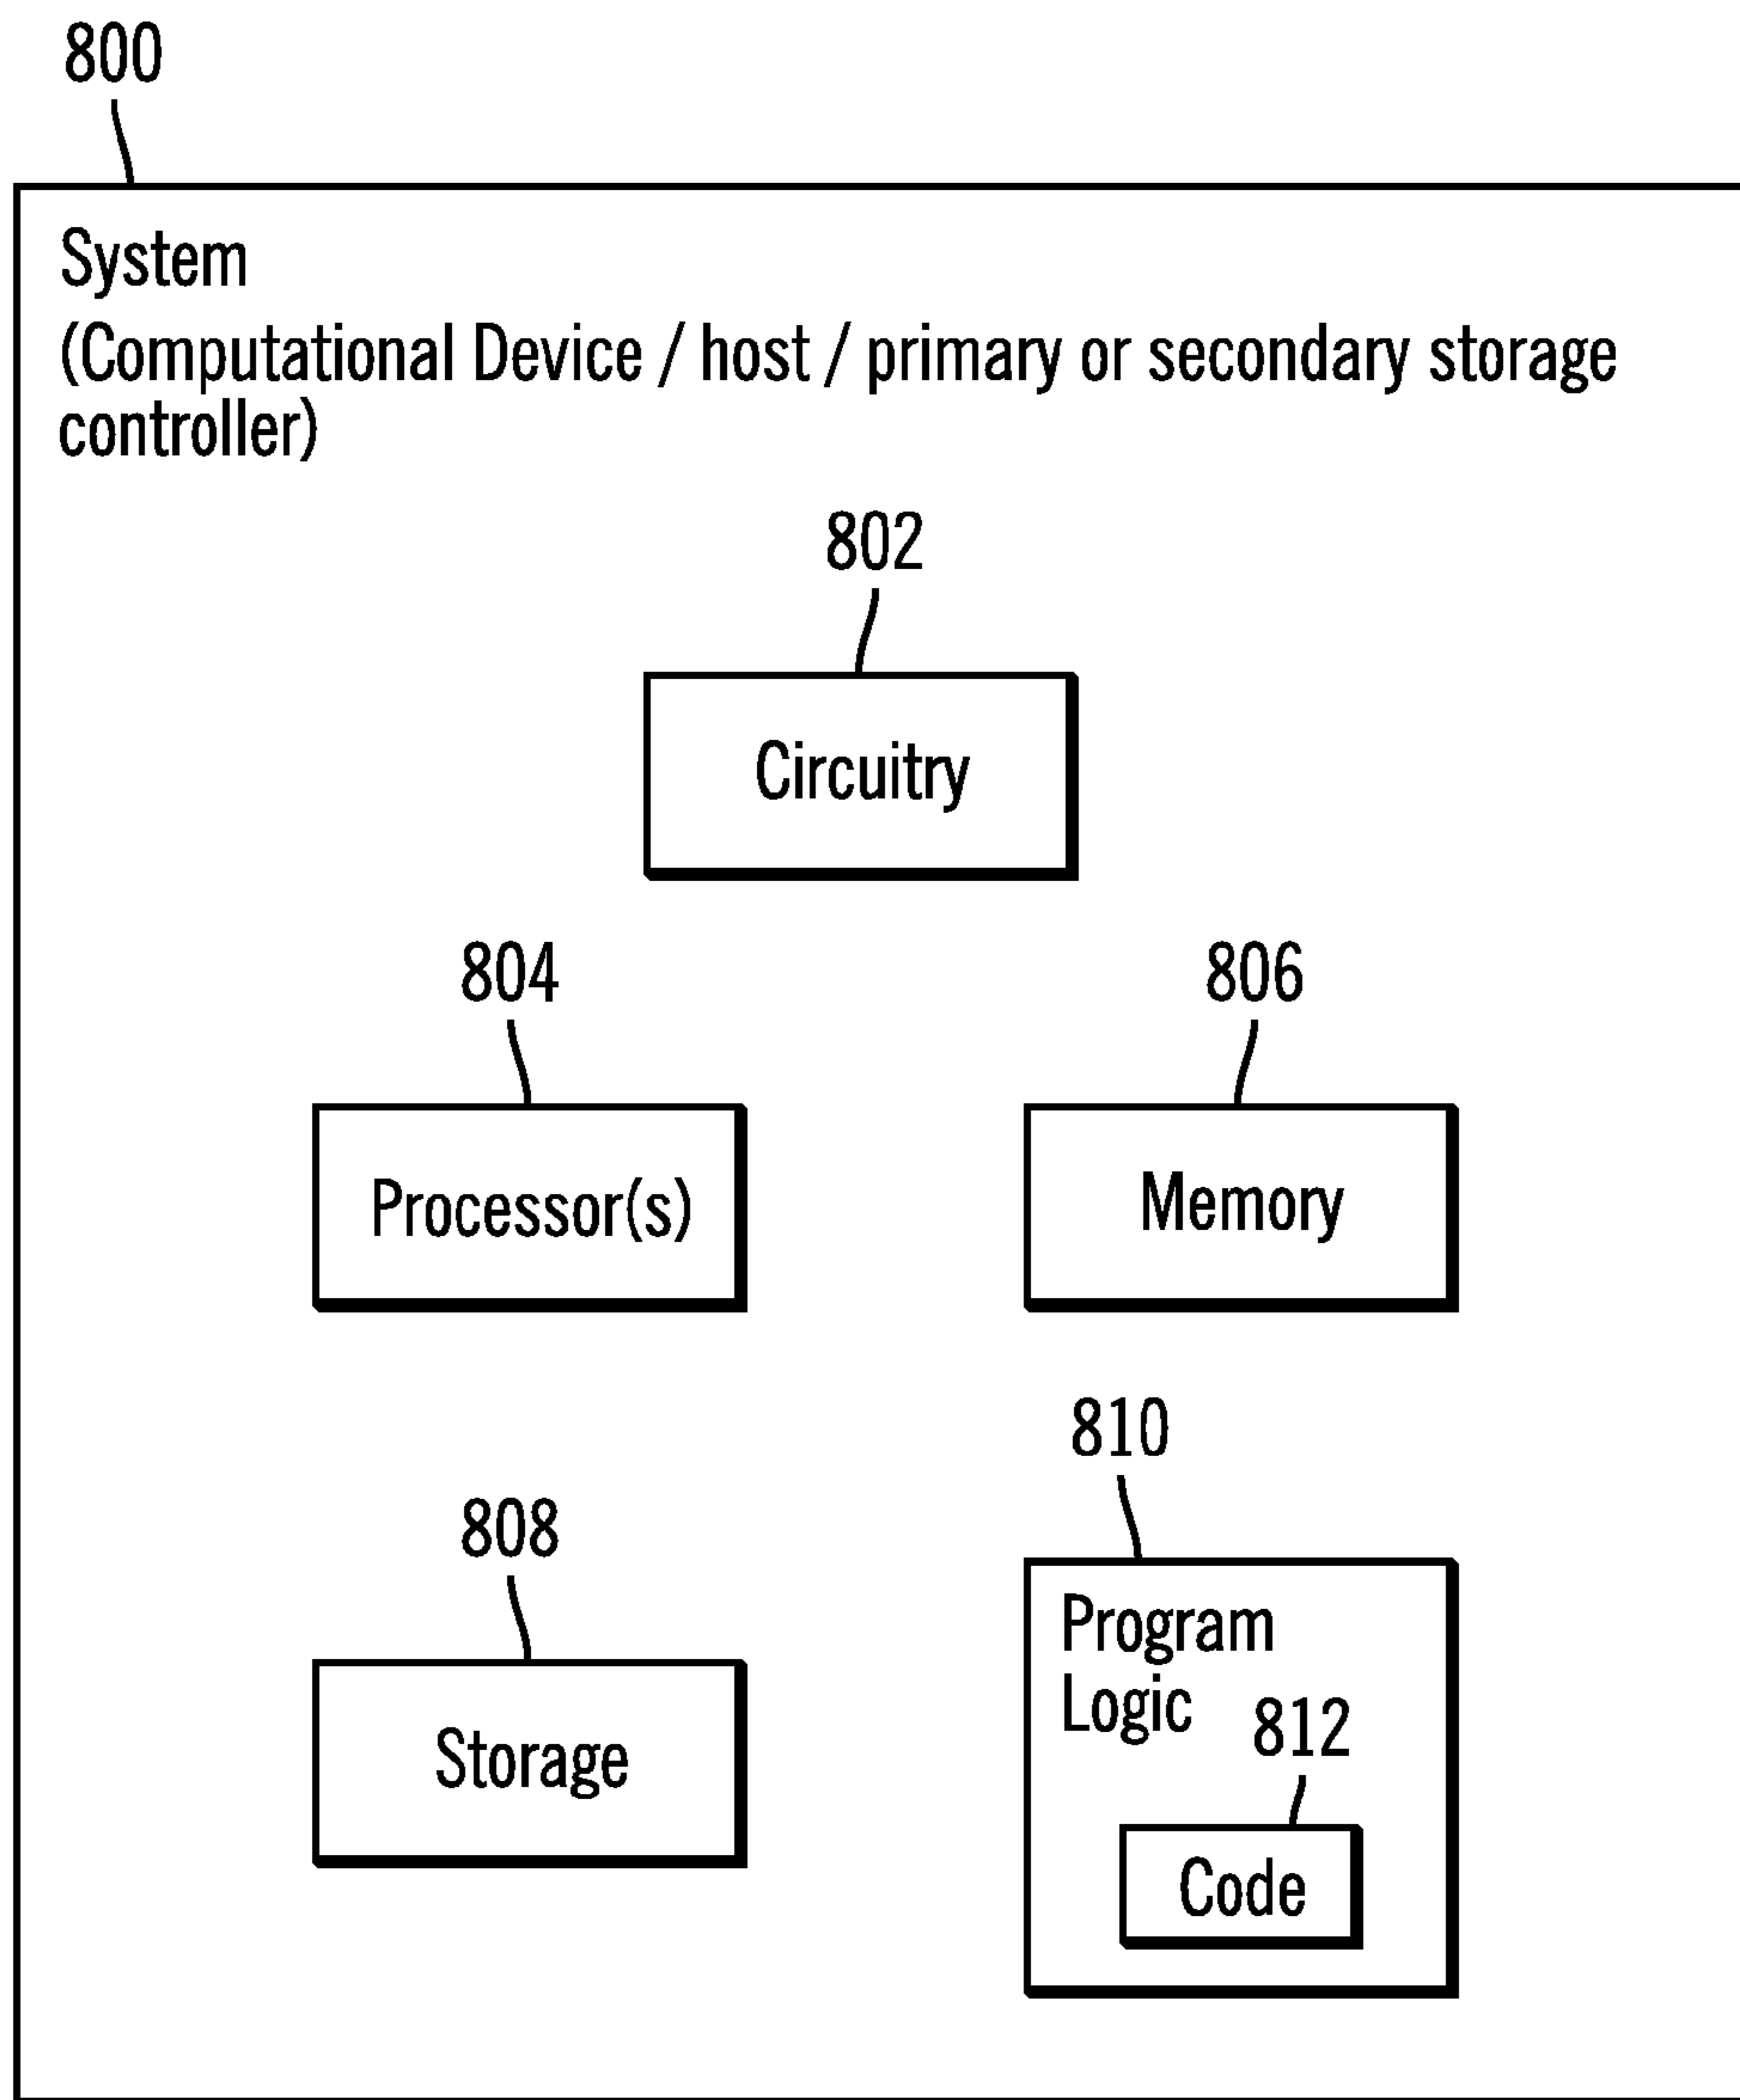 800
System
(Computational Device / host / primary or secondary storage
controller)
802
Circuitry
804
806
Processor(s)
Memory
810
808
Program
Logic
812
Storage
Code